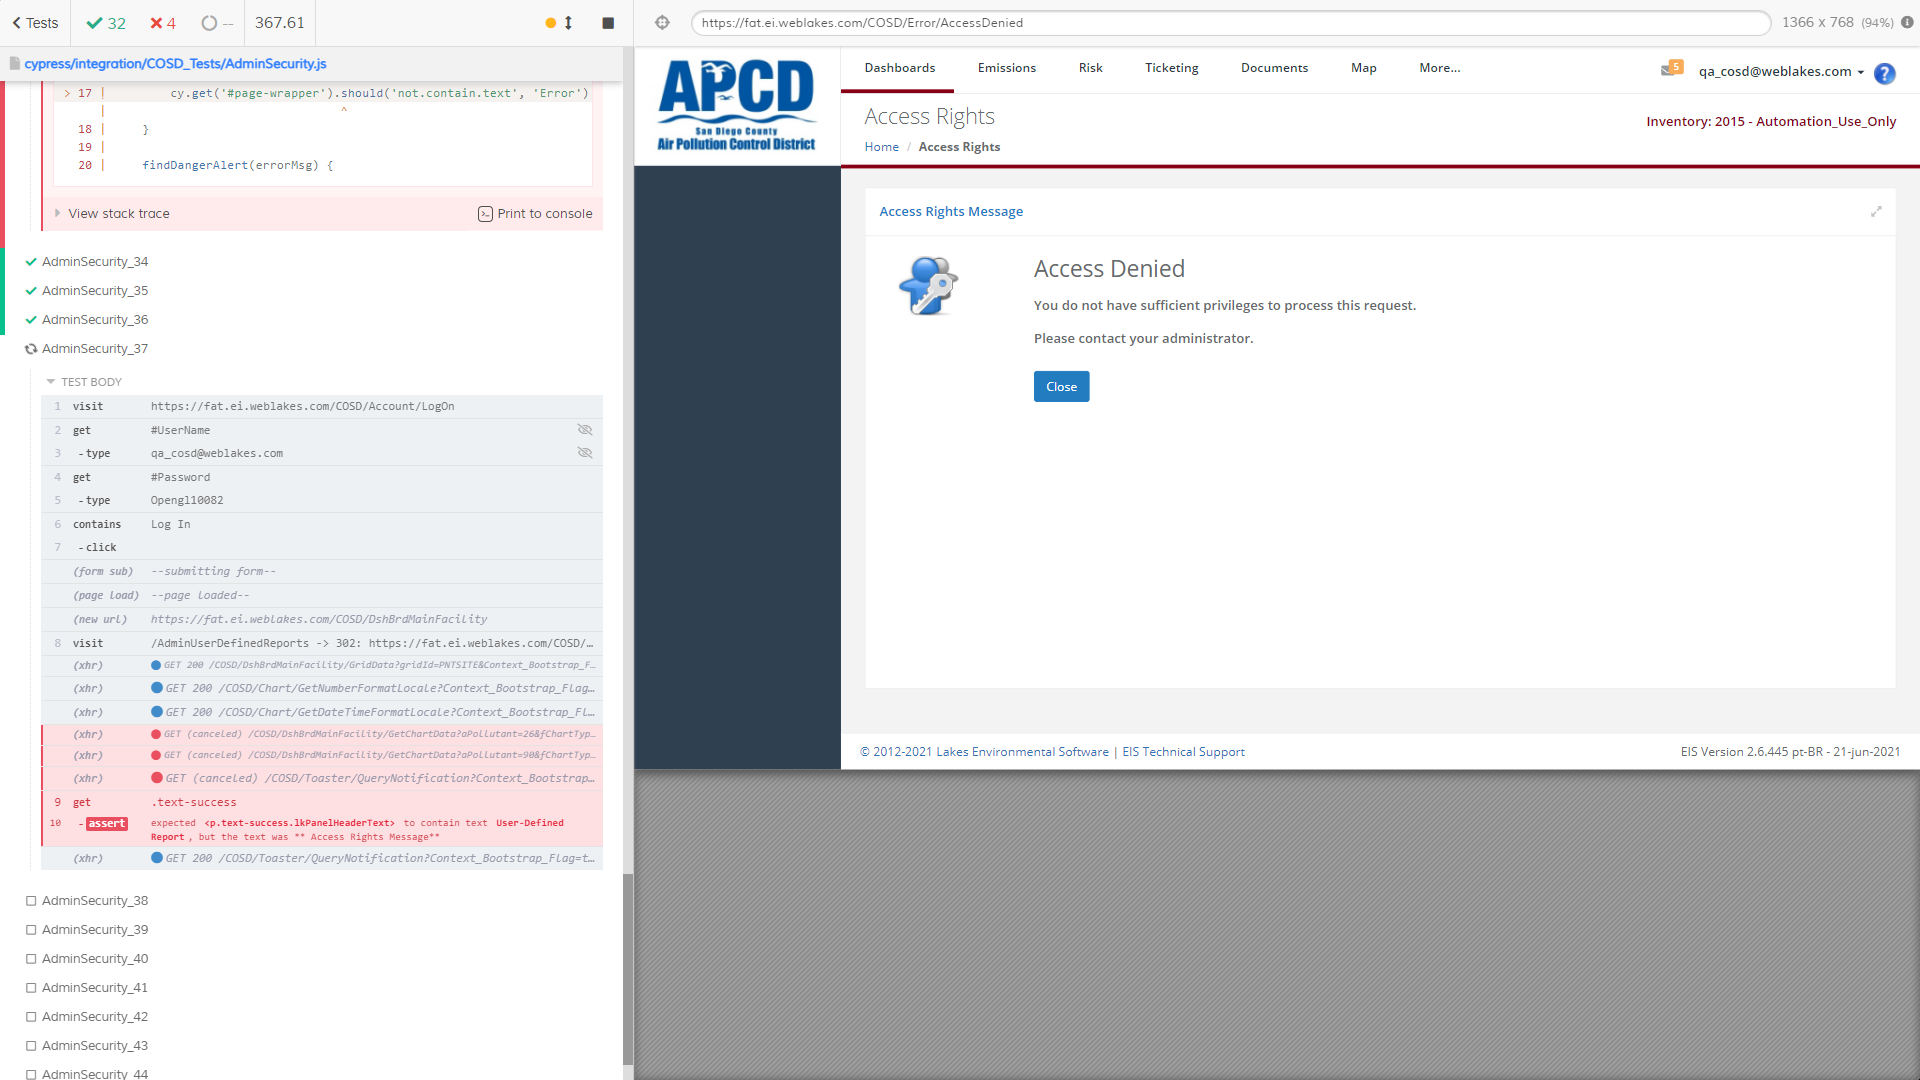 Tests 32 4 -- 367.61
cypress/integration/COSD_Tests/AdminSecurity.js
> 17 | cy.get('#page-wrapper').should('not.contain.text', 'Error')
| ^
18 | }
19 |
20 | findDangerAlert(errorMsg) {
View stack trace
Print to console
AdminSecurity_34
AdminSecurity_35
AdminSecurity_36
AdminSecurity_37
TEST BODY
1 visit https://fat.ei.weblakes.com/COSD/Account/LogOn
2 get #UserName
3 -type qa_cosd@weblakes.com
4 get #Password
5 -type Opengl10082
6 contains Log In
7 -click
(form sub) --submitting form--
(page load) --page loaded--
(new url) https://fat.ei.weblakes.com/COSD/DshBrdMainFacility
8 visit /AdminUserDefinedReports -> 302: https://fat.ei.weblakes.com/COSD/…
(xhr) GET 200 /COSD/DshBrdMainFacility/GridData?gridId=PNTSITE&Context_Bootstrap_F…
(xhr) GET 200 /COSD/Chart/GetNumberFormatLocale?Context_Bootstrap_Flag…
(xhr) GET 200 /COSD/Chart/GetDateTimeFormatLocale?Context_Bootstrap_Fl…
(xhr) GET (canceled) /COSD/DshBrdMainFacility/GetChartData?aPollutant=26&fChartTyp…
(xhr) GET (canceled) /COSD/DshBrdMainFacility/GetChartData?aPollutant=90&fChartTyp…
(xhr) GET (canceled) /COSD/Toaster/QueryNotification?Context_Bootstrap…
9 get .text-success
10 -assert expected <p.text-success.lkPanelHeaderText> to contain text User-Defined
Report, but the text was ** Access Rights Message**
(xhr) GET 200 /COSD/Toaster/QueryNotification?Context_Bootstrap_Flag=t…
AdminSecurity_38
AdminSecurity_39
AdminSecurity_40
AdminSecurity_41
AdminSecurity_42
AdminSecurity_43
AdminSecurity_44
https://fat.ei.weblakes.com/COSD/Error/AccessDenied
1366 x 768 (94%)
APCD
San Diego County
Air Pollution Control District
Dashboards Emissions Risk Ticketing Documents Map More...
5 qa_cosd@weblakes.com ?
Access Rights
Inventory: 2015 - Automation_Use_Only
Home / Access Rights
Access Rights Message
Access Denied
You do not have sufficient privileges to process this request.
Please contact your administrator.
Close
© 2012-2021 Lakes Environmental Software | EIS Technical Support
EIS Version 2.6.445 pt-BR - 21-jun-2021